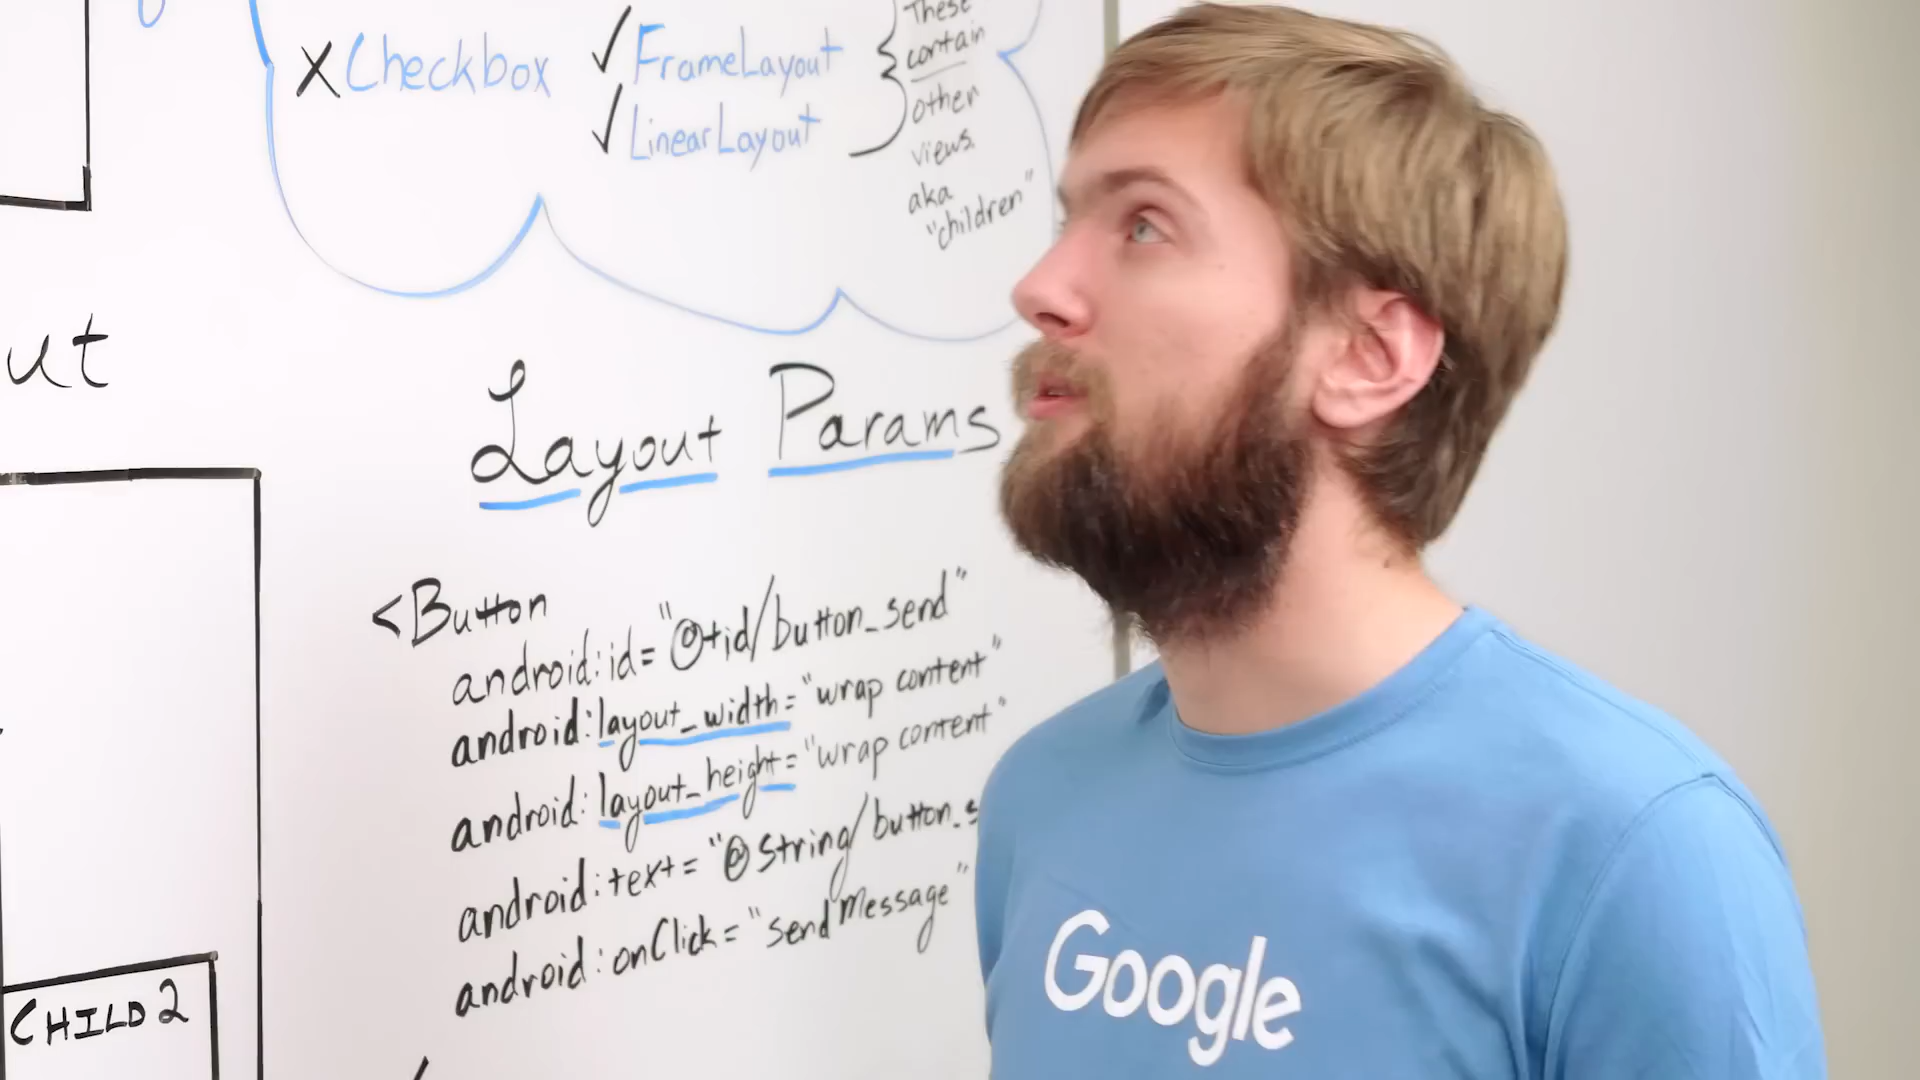 X Checkbox
✓ FrameLayout
✓ LinearLayout
These
contain
other
views.
aka
"children"
ut
Layout Params
<Button
android:id="@+id/button_send"
android:layout_width="wrap content"
android:layout_height="wrap content"
android:text="@string/button_s
android:onClick="sendMessage"
CHILD 2
Google